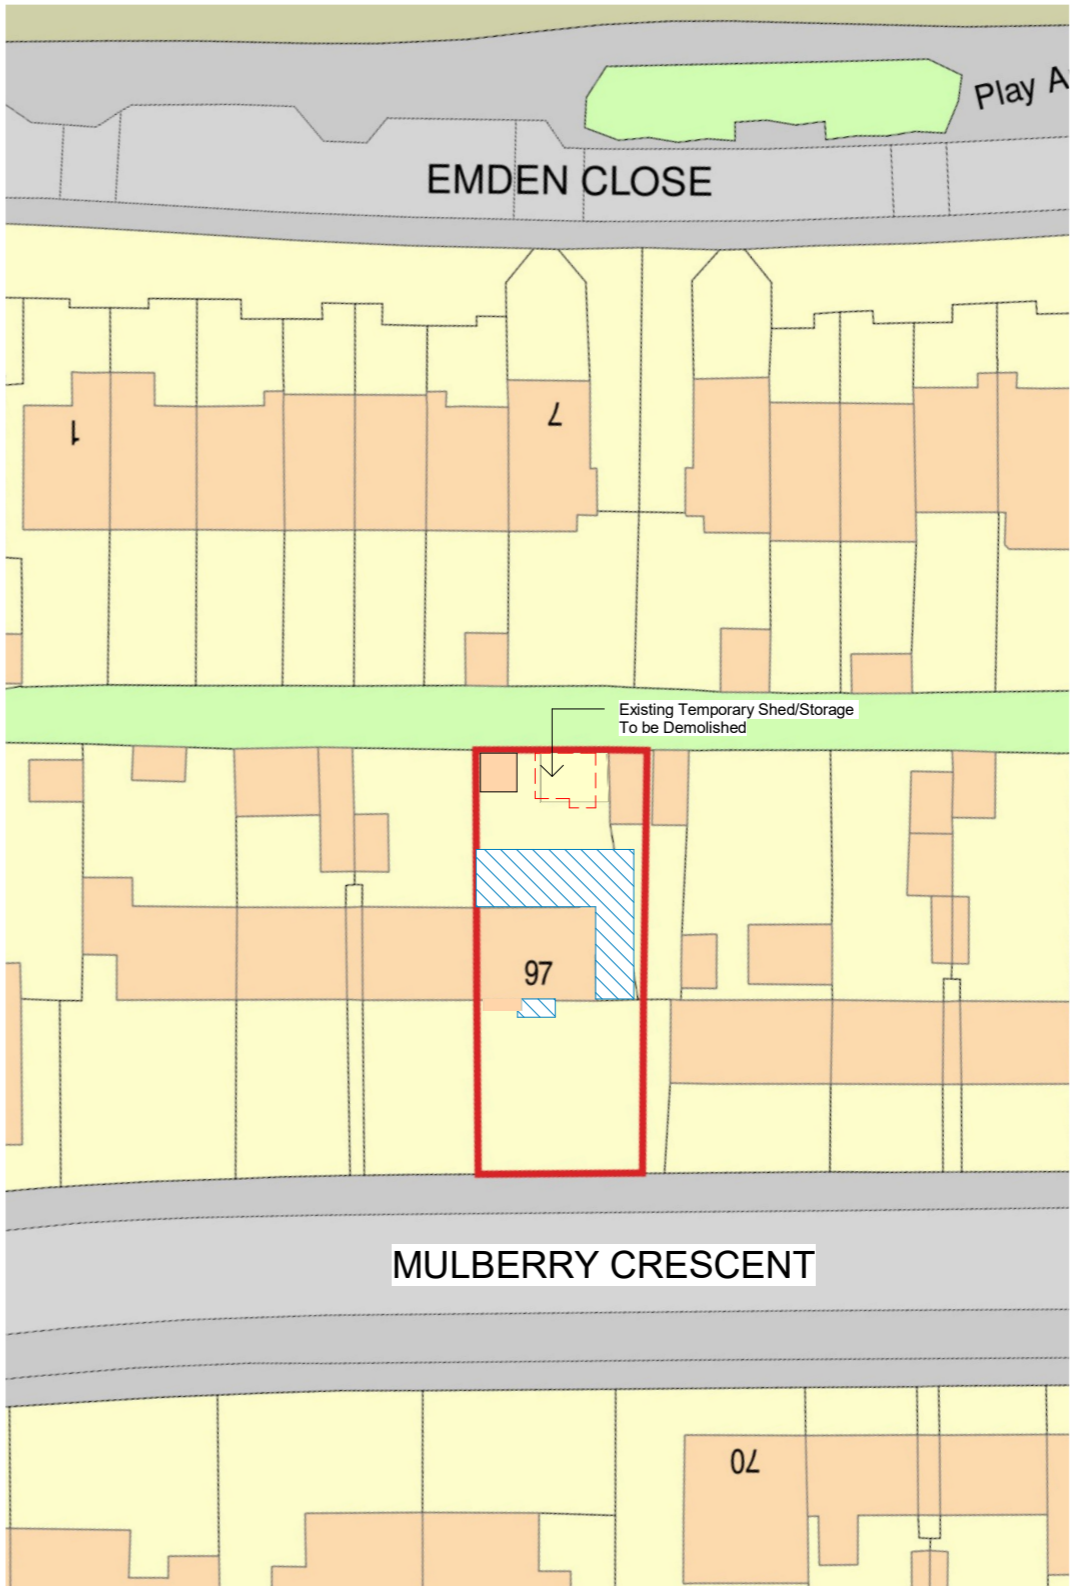 Play A
EMDEN CLOSE
1
7
Existing Temporary Shed/Storage
To be Demolished
97
MULBERRY CRESCENT
70